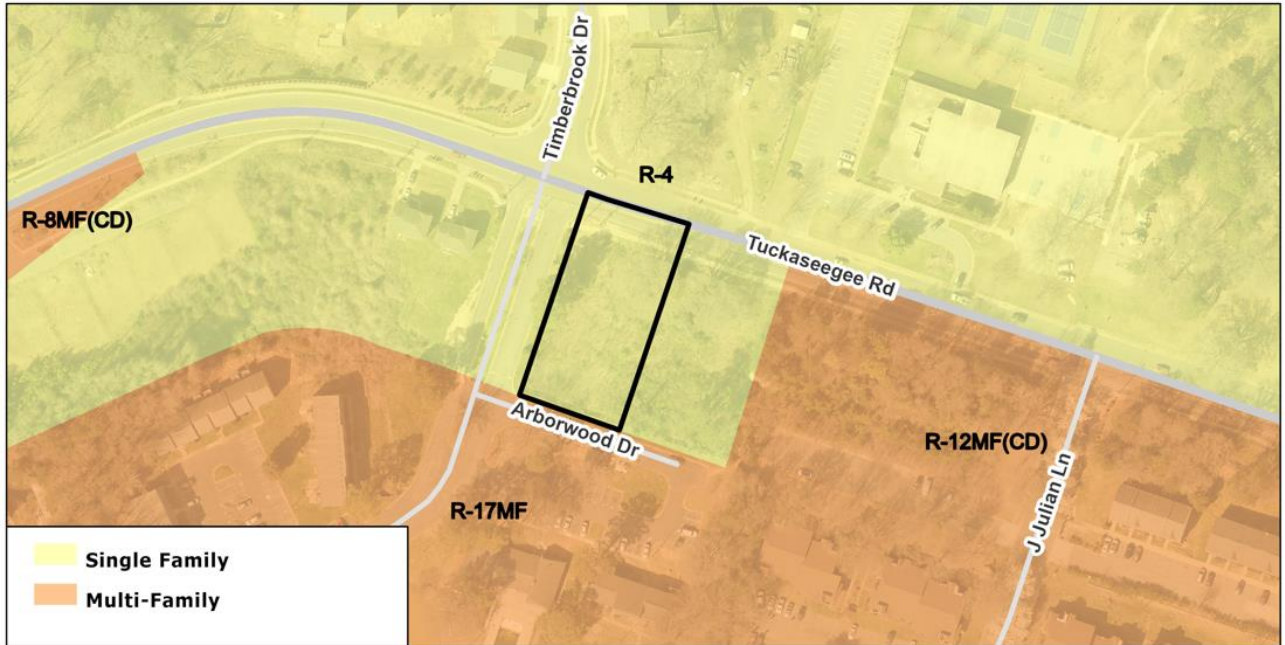 Timberbrook Dr
R-4
R-8MF(CD)
Tuckaseegee Rd
Arborwood Dr
R-12MF(CD)
J Julian Ln
R-17MF
Single Family
Multi-Family